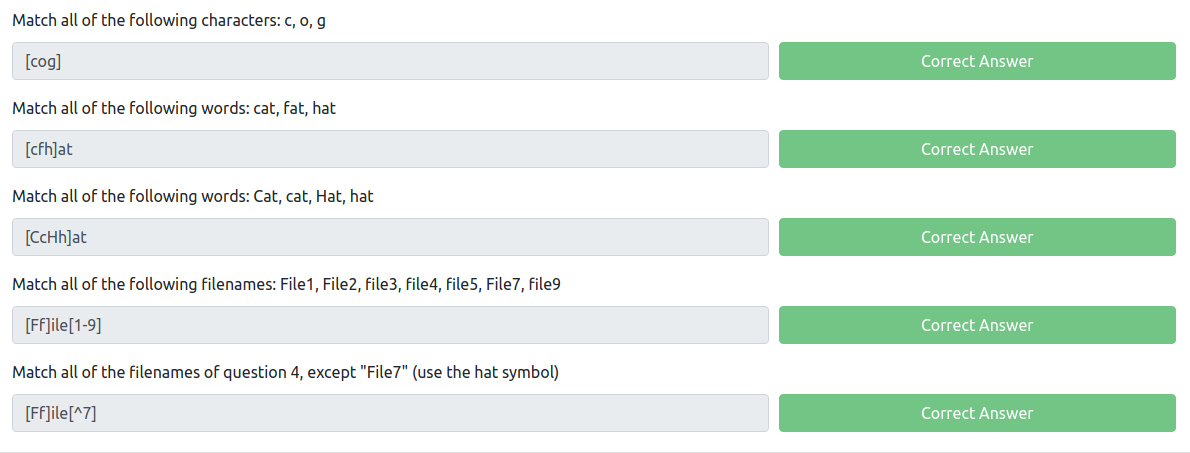 Match all of the following characters: c, o, g
[cog]
Correct Answer
Match all of the following words: cat, fat, hat
[cfh]at
Correct Answer
Match all of the following words: Cat, cat, Hat, hat
[CcHh]at
Correct Answer
Match all of the following filenames: File1, File2, file3, file4, file5, File7, file9
[Ff]ile[1-9]
Correct Answer
Match all of the filenames of question 4, except "File7" (use the hat symbol)
[Ff]ile[^7]
Correct Answer